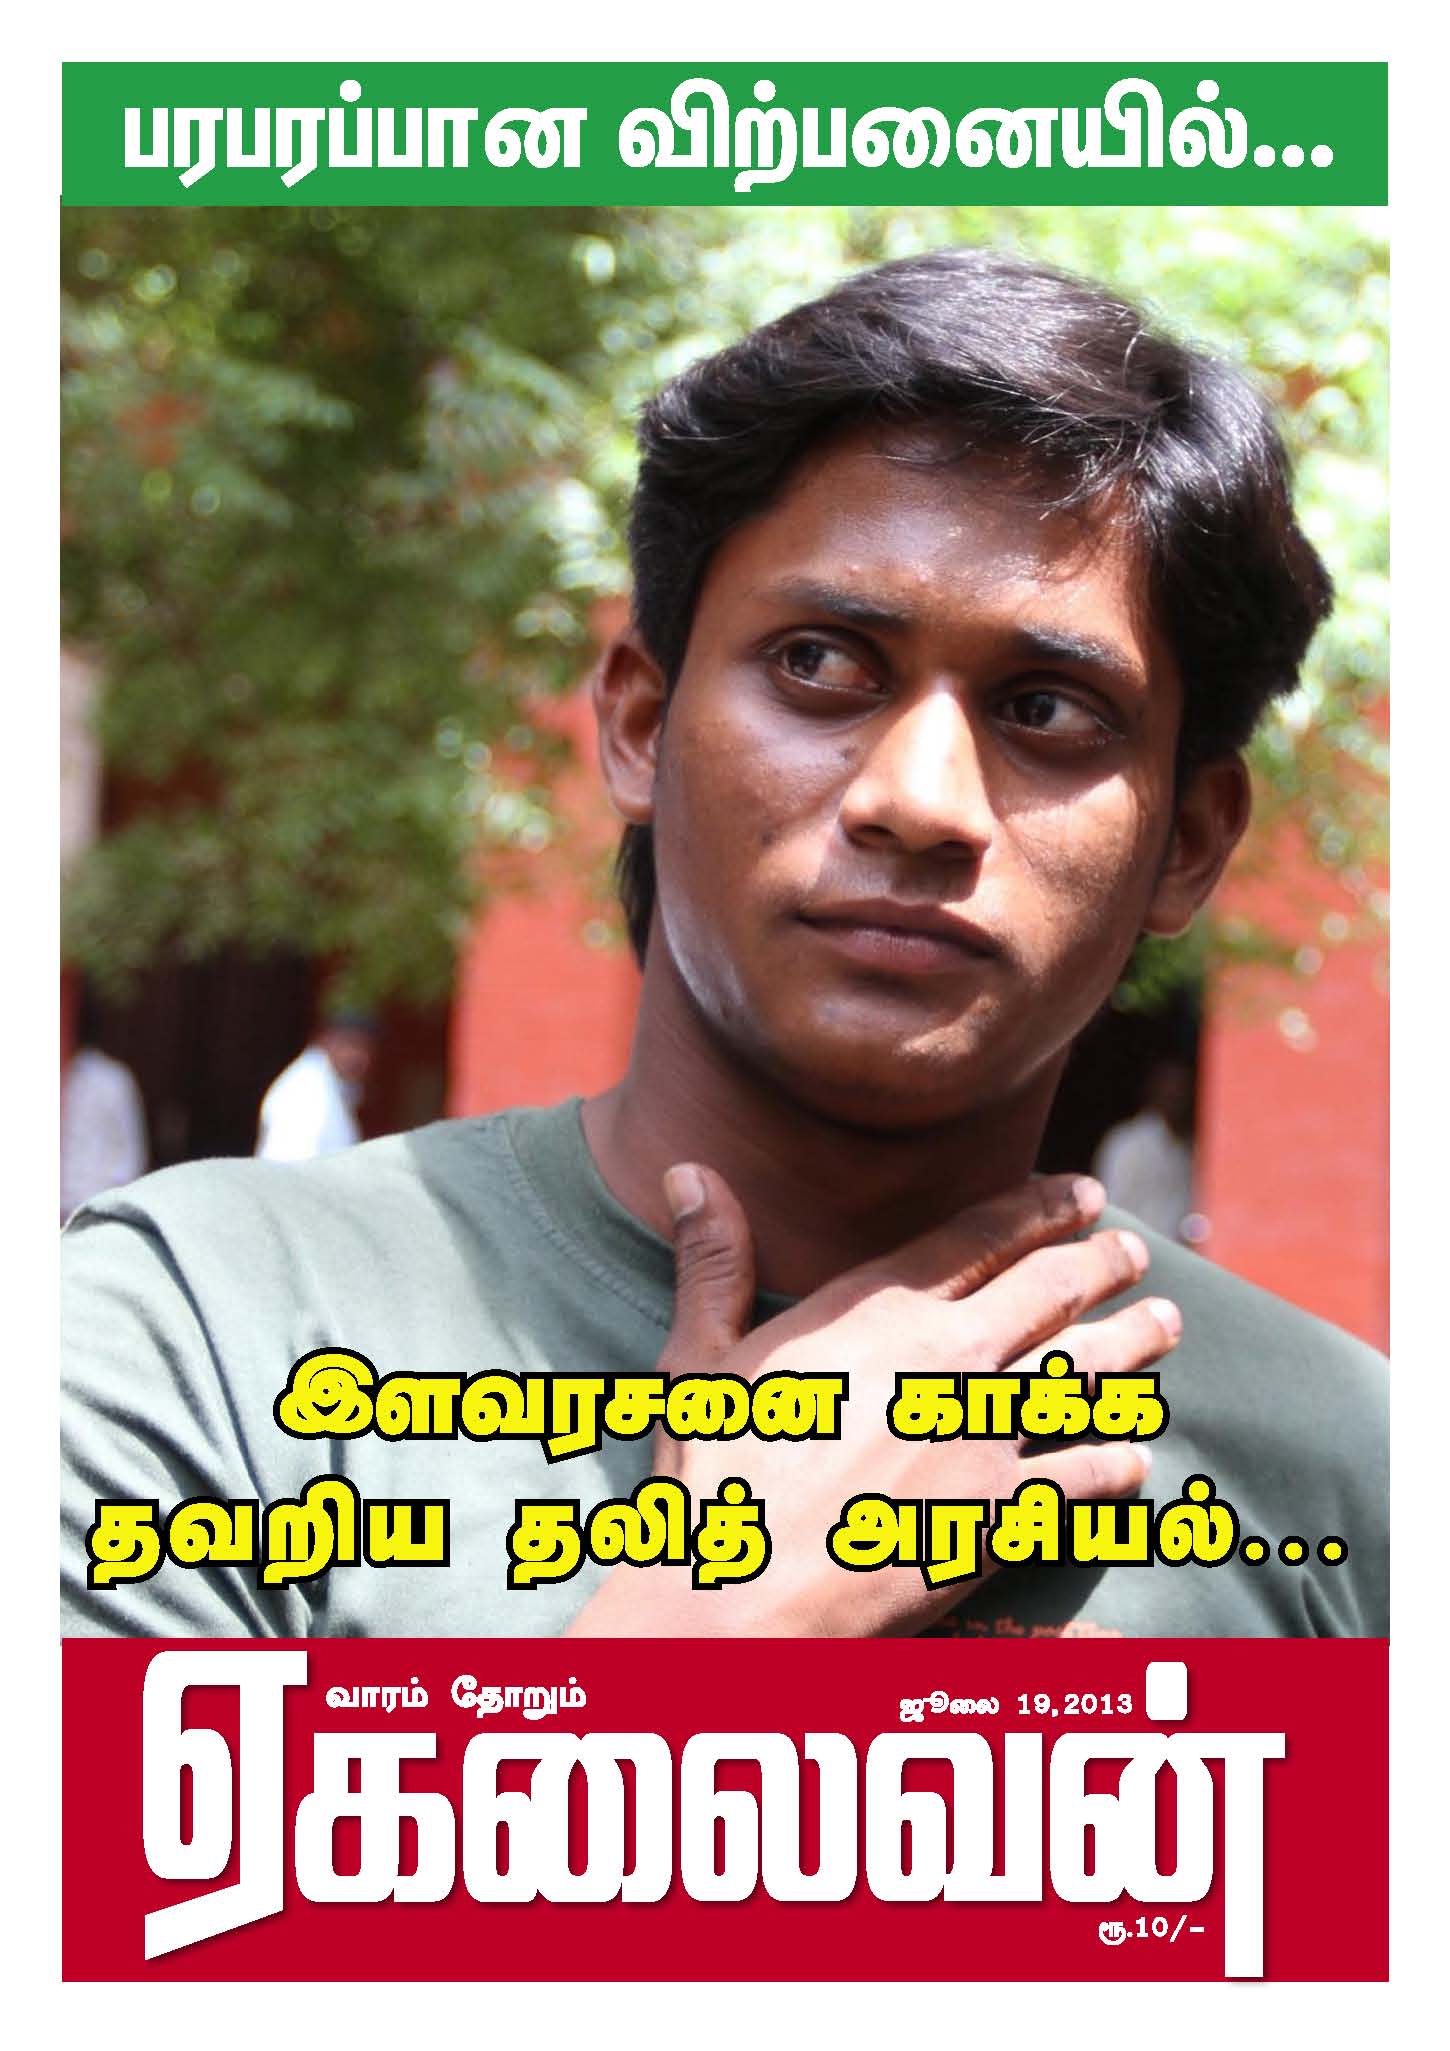 பரபரப்பான விற்பனையில்...
இளவரசனை காக்க
தவறிய தலித் அரசியல்...
வாரம் தோறும்
ஜூலை 19,2013
ஏகலைவன்
ரூ.10/-